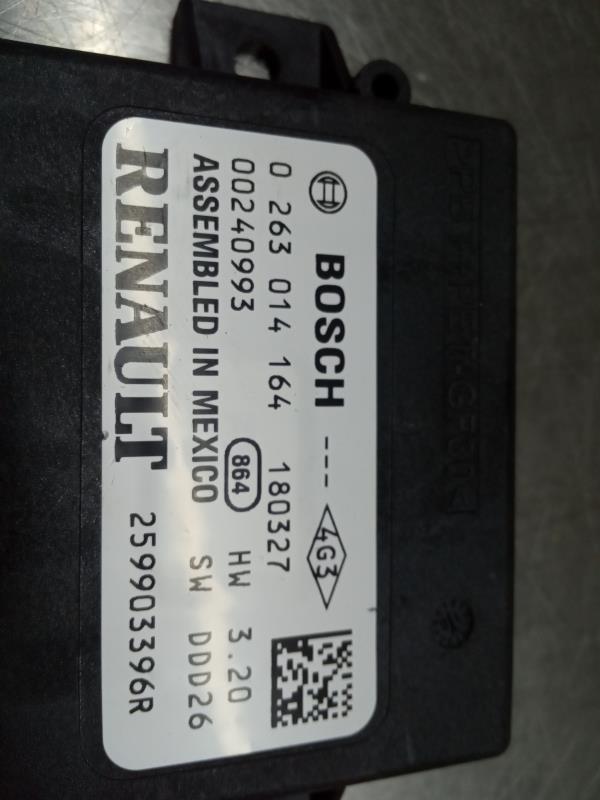 BOSCH --- 4G3
0 263 014 164 180327
00240993 864 HW 3.20
ASSEMBLED IN MEXICO SW DDD26
RENAULT 259903396R